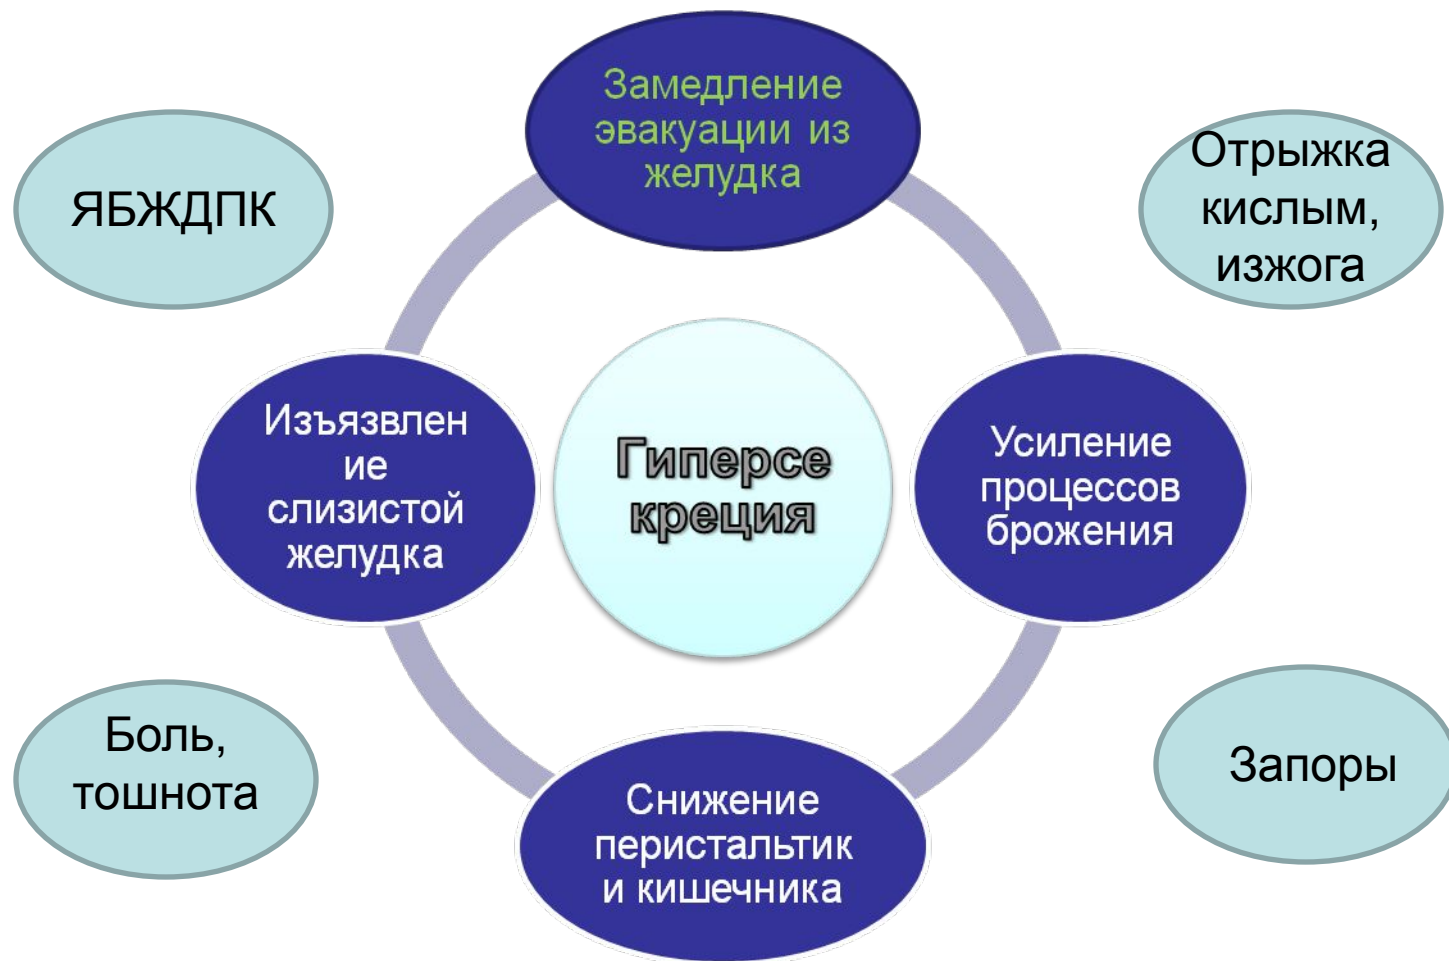 Замедление
эвакуации из
желудка
ЯБЖДПК
Отрыжка
кислым,
изжога
Изъязвлен
ие
слизистой
желудка
Гиперсе
креция
Усиление
процессов
брожения
Боль,
тошнота
Снижение
перистальтик
и кишечника
Запоры